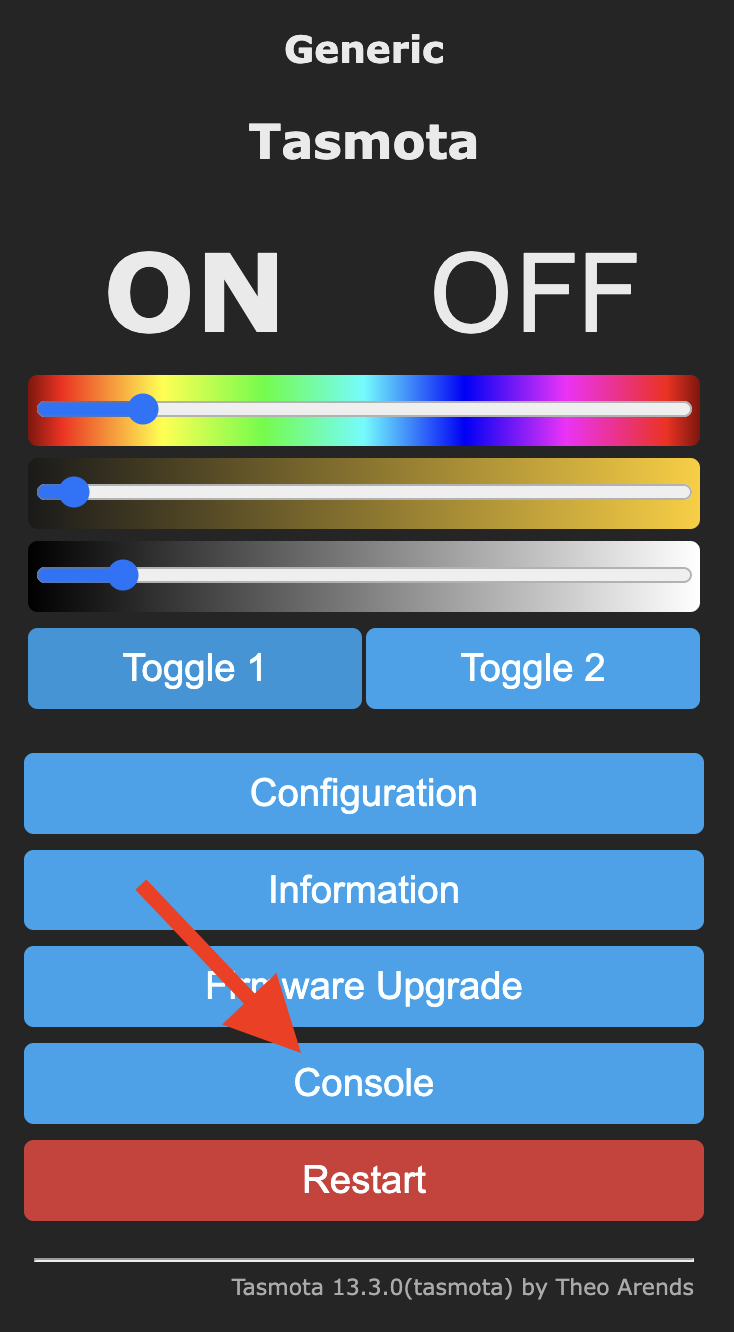 Generic
Tasmota
ON OFF
Toggle 1 Toggle 2
Configuration
Information
Firmware Upgrade
Console
Restart
Tasmota 13.3.0(tasmota) by Theo Arends